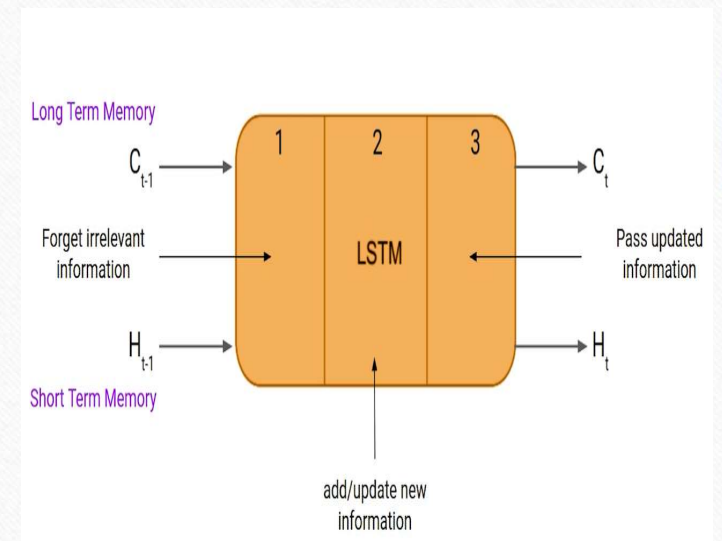 Long Term Memory
1 2 3
C t-1
C t
Forget irrelevant
information
LSTM
Pass updated
information
H t-1
H t
Short Term Memory
add/update new
information